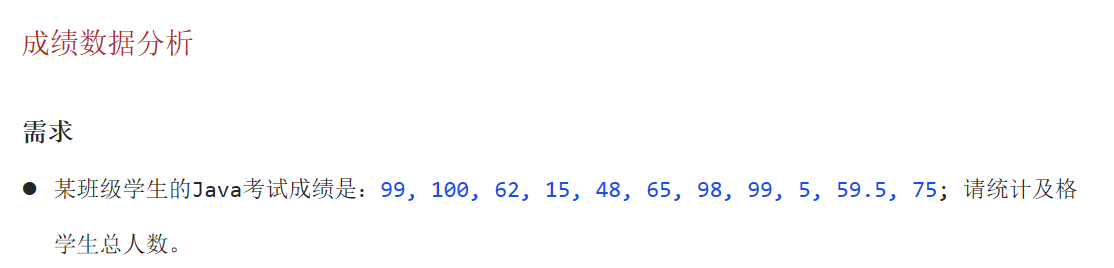 成绩数据分析
需求
● 某班级学生的Java考试成绩是：99, 100, 62, 15, 48, 65, 98, 99, 5, 59.5, 75; 请统计及格
学生总人数。